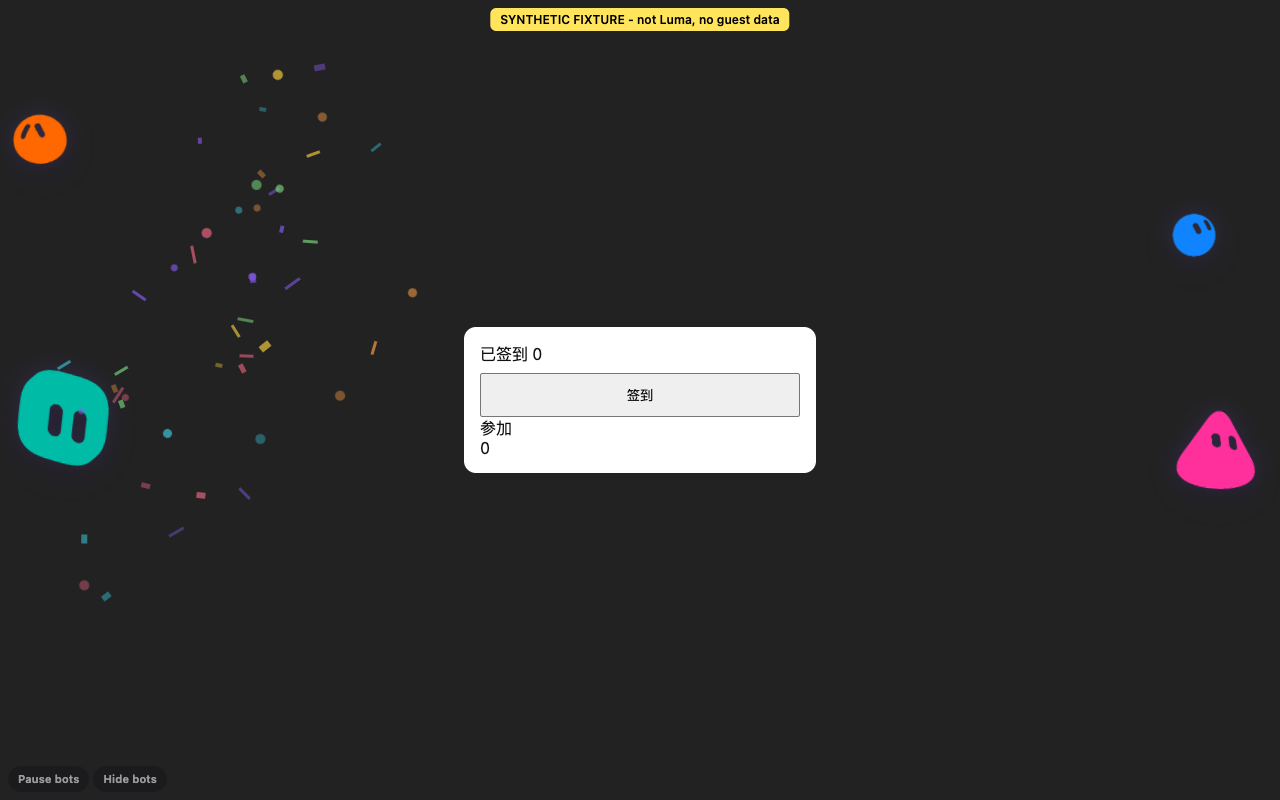 SYNTHETIC FIXTURE - not Luma, no guest data
已签到 0
签到
参加
0
Pause bots
Hide bots